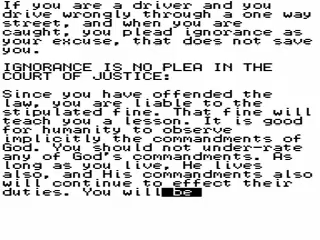 If you are a driver and you
drive wrongly through a one way
street, and when you are
caught, you plead ignorance as
your excuse, that does not save
you.
IGNORANCE IS NO PLEA IN THE
COURT OF JUSTICE:
Since you have offended the
law, you are liable to the
stipulated fine. That fine will
teach you a lesson. It is good
for humanity to observe
implicitly the commandments of
God. You should not under-rate
any of God's commandments. As
long as you live, He lives
also, and His commandments also
will continue to effect their
duties. You will be